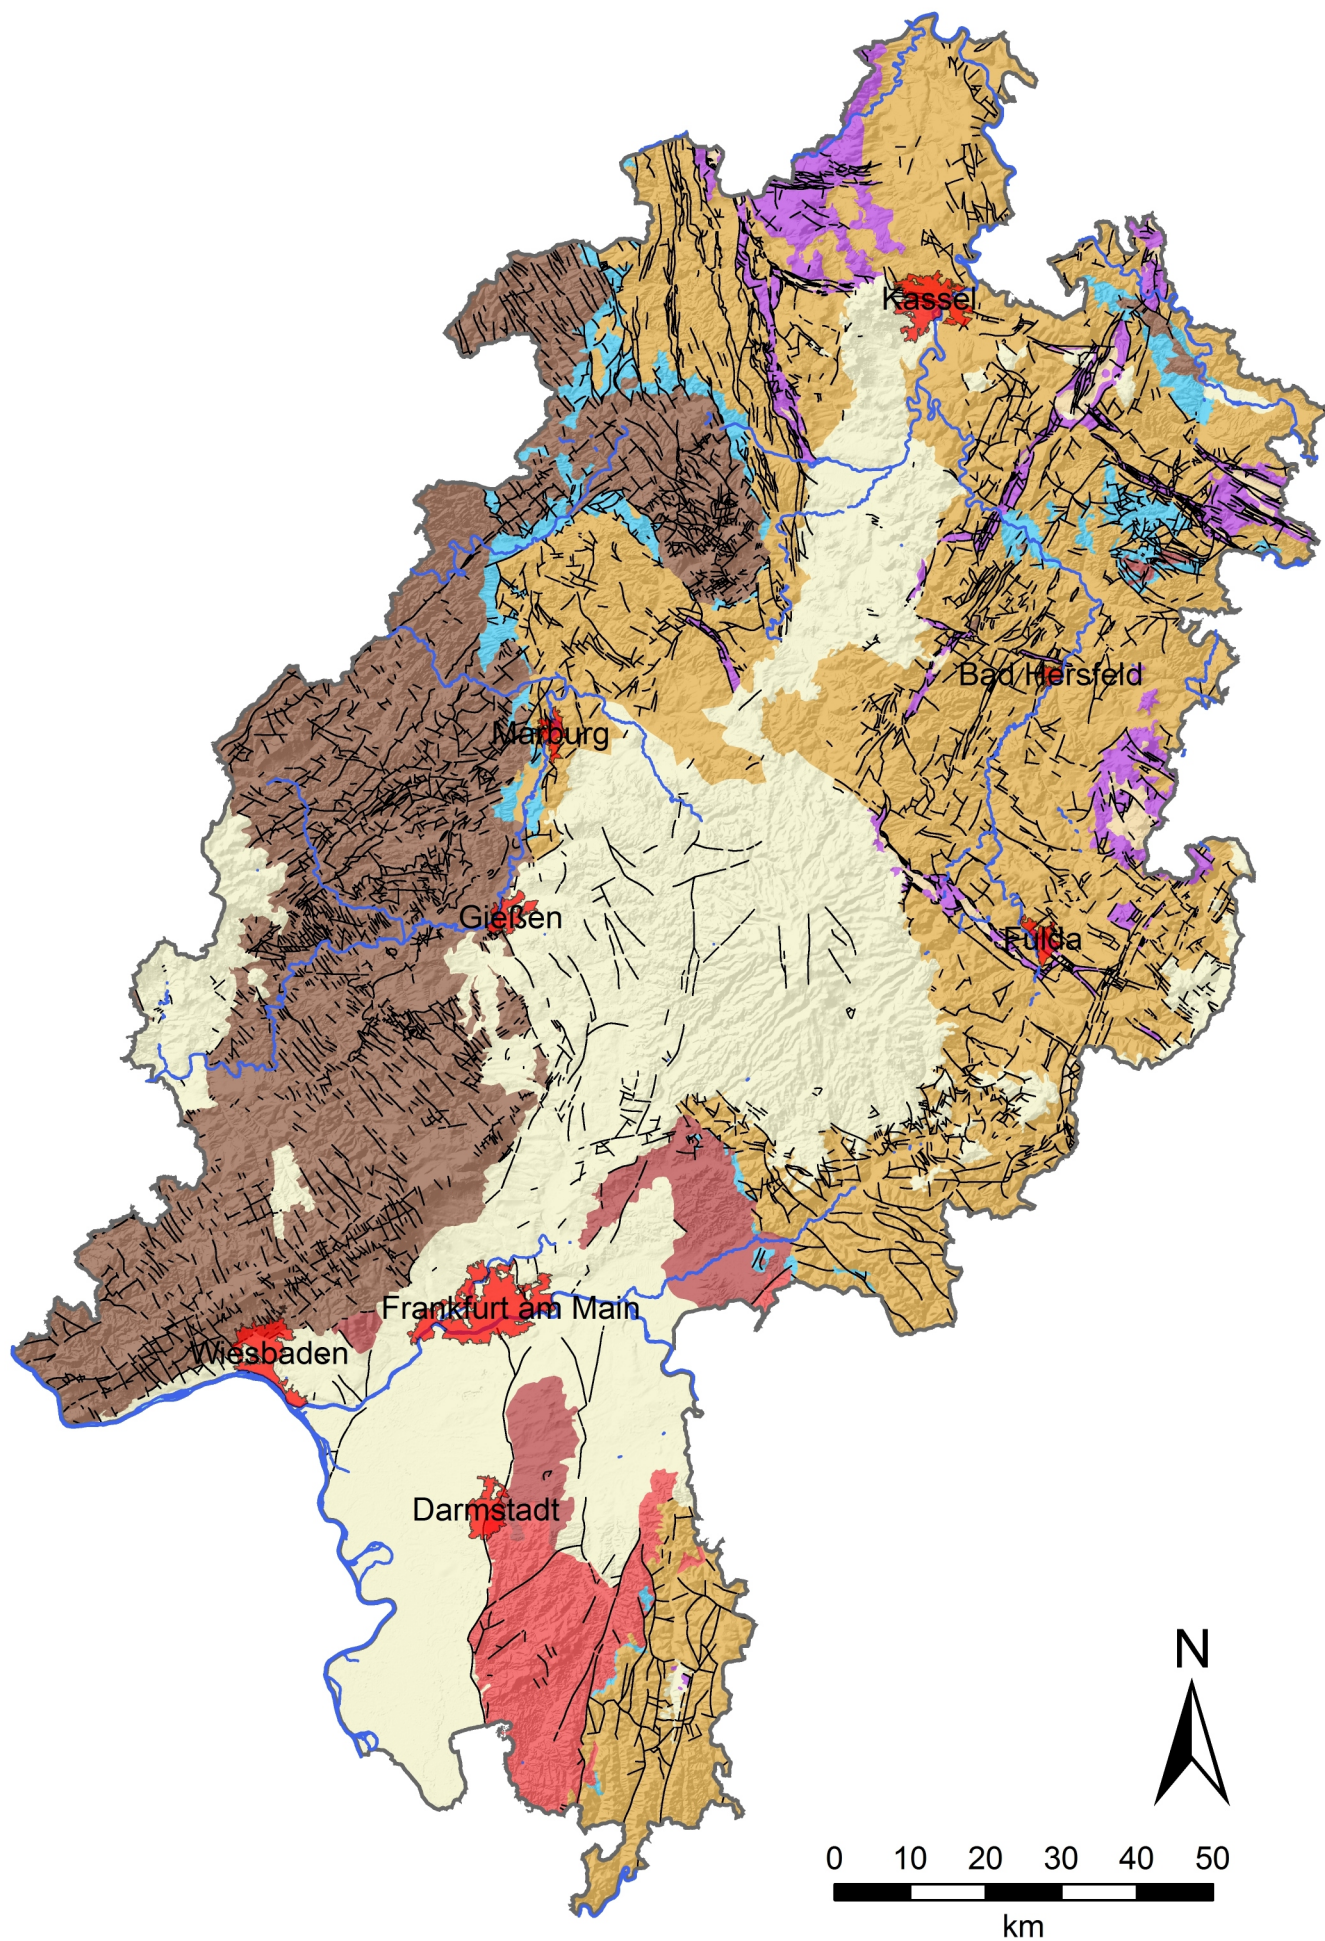 Kassel
Bad Hersfeld
Marburg
Gießen
Fulda
Frankfurt am Main
Wiesbaden
Darmstadt
N
0 10 20 30 40 50
km